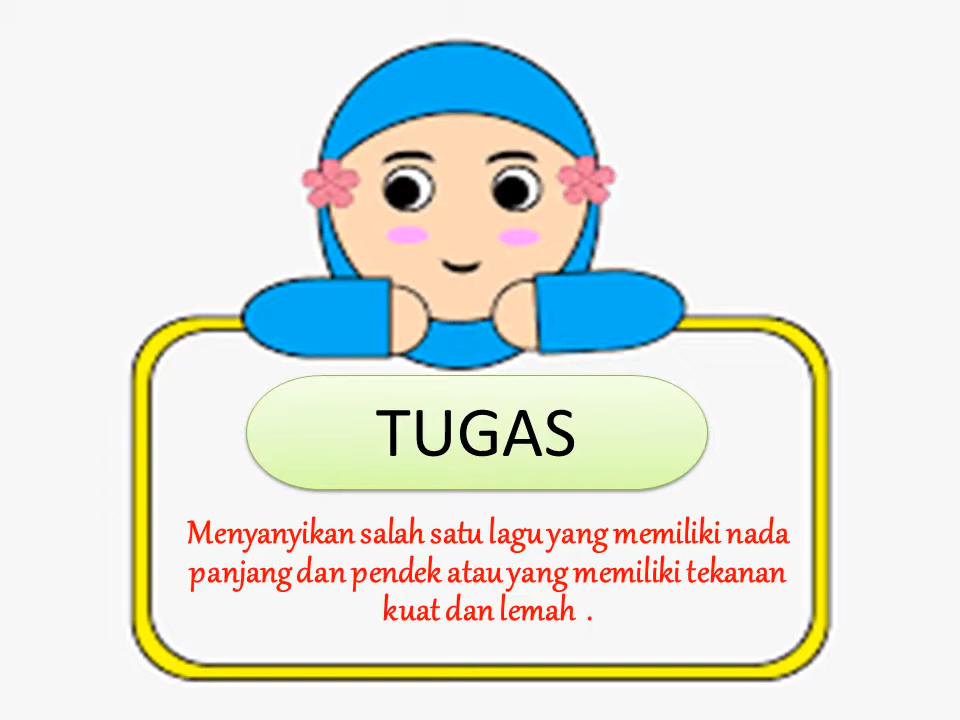 TUGAS
Menyanyikan salah satu lagu yang memiliki nada
panjang dan pendek atau yang memiliki tekanan
kuat dan lemah .